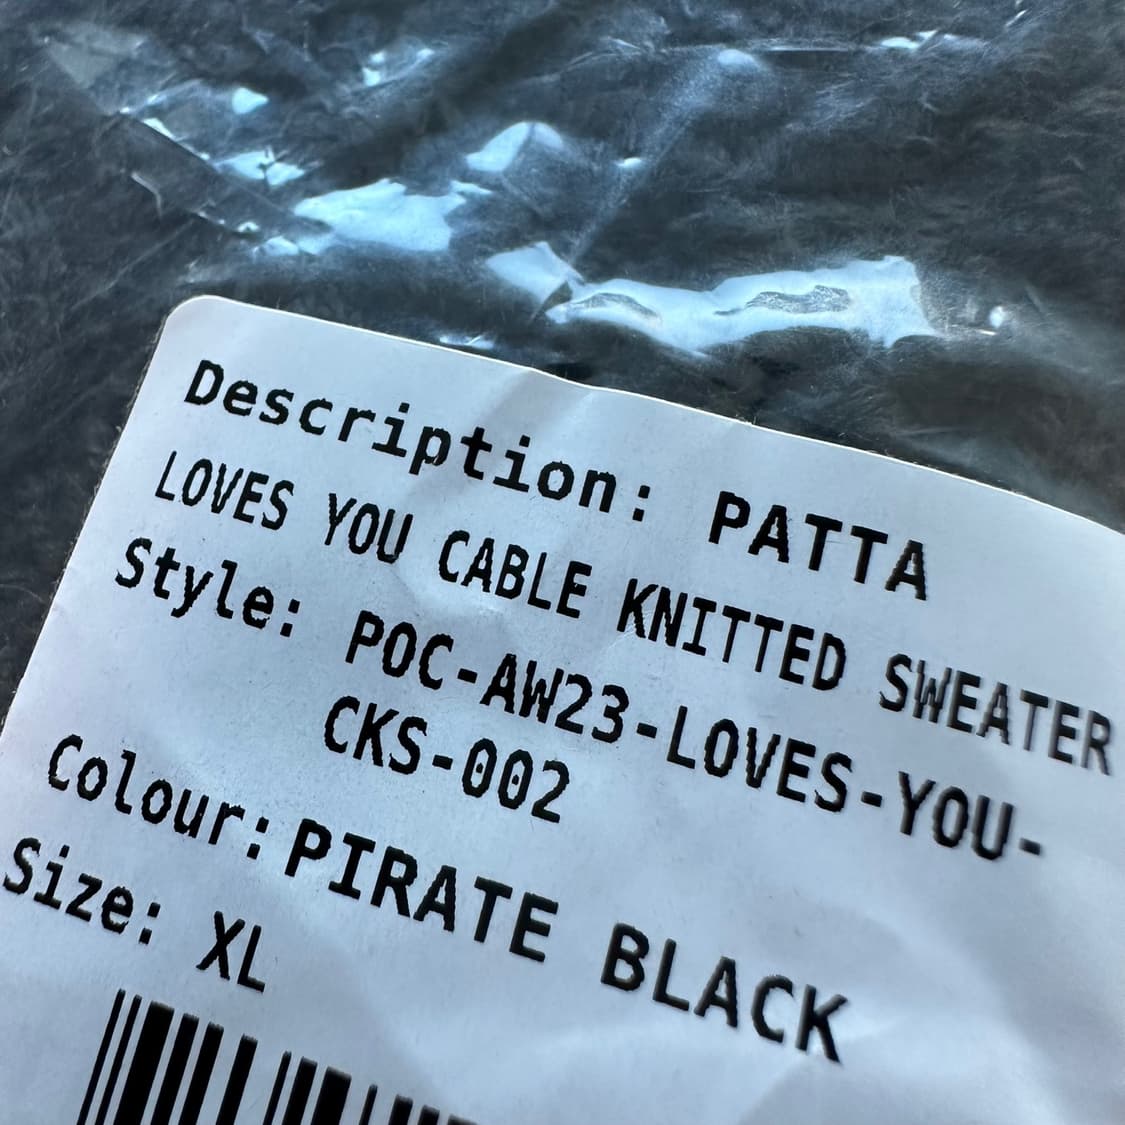 Description: PATTA
LOVES YOU CABLE KNITTED SWEATER
Style: POC-AW23-LOVES-YOU-
CKS-002
Colour: PIRATE BLACK
Size: XL